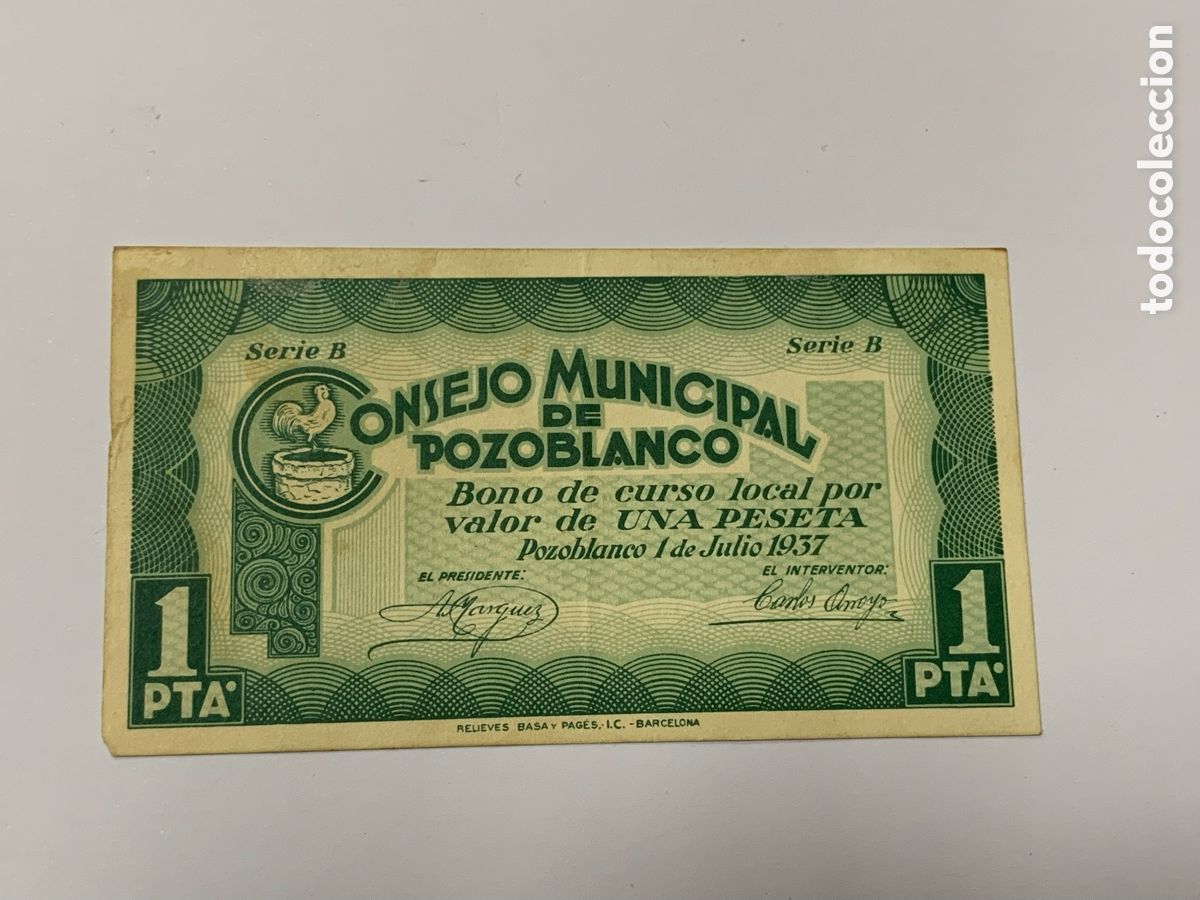 Serie B
Serie B
CONSEJO MUNICIPAL
DE
POZOBLANCO
Bono de curso local por
valor de UNA PESETA
Pozoblanco 1 de Julio 1937
EL PRESIDENTE:
EL INTERVENTOR:
A. Marquez
Carlos Arroyo
1
PTA.
1
PTA.
RELIEVES BASA Y PAGÉS,- I.C. - BARCELONA
todocoleccion